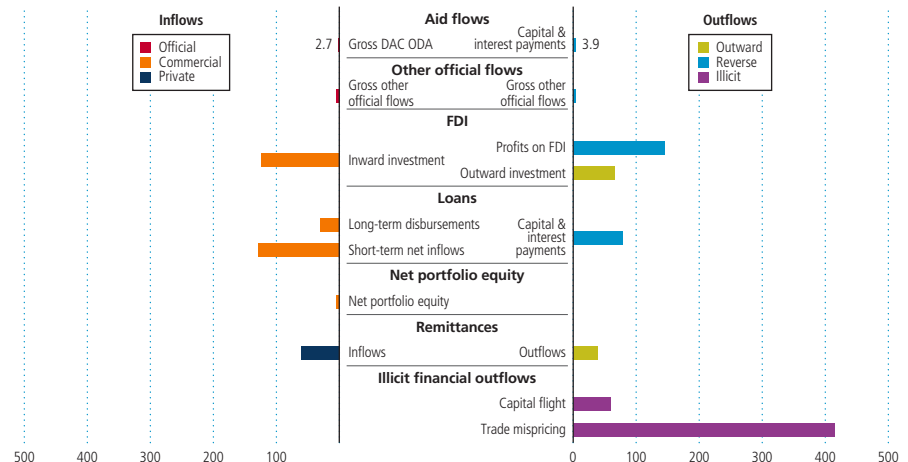 Inflows
Official
Commercial
Private
Aid flows
2.7
Gross DAC ODA
Capital &
interest payments
3.9
Outflows
Outward
Reverse
Illicit
Other official flows
Gross other
official flows
Gross other
official flows
FDI
Inward investment
Profits on FDI
Outward investment
Loans
Long-term disbursements
Short-term net inflows
Capital &
interest
payments
Net portfolio equity
Net portfolio equity
Remittances
Inflows
Outflows
Illicit financial outflows
Capital flight
Trade mispricing
500 400 300 200 100 0 100 200 300 400 500